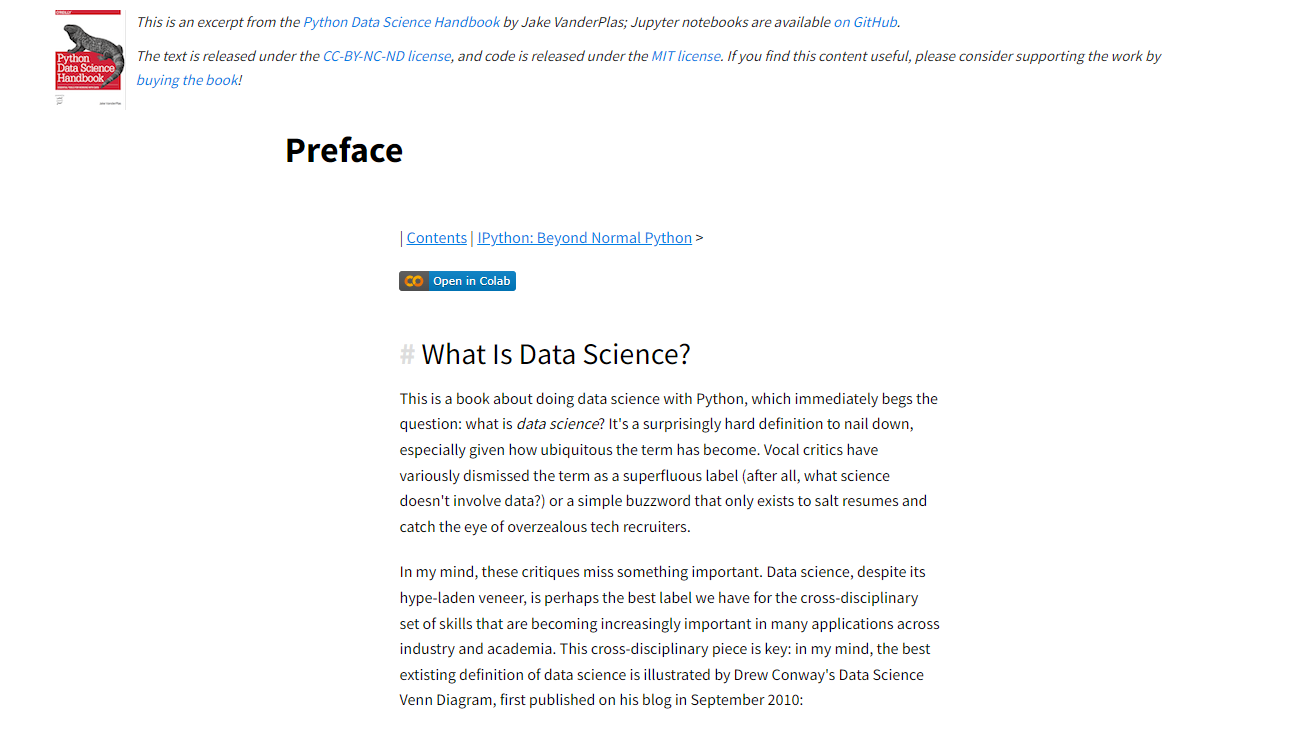 This is an excerpt from the Python Data Science Handbook by Jake VanderPlas; Jupyter notebooks are available on GitHub.
The text is released under the CC-BY-NC-ND license, and code is released under the MIT license. If you find this content useful, please consider supporting the work by
buying the book!
O'REILLY
Python
Data Science
Handbook
Jake VanderPlas
Preface
| Contents | IPython: Beyond Normal Python >
Open in Colab
# What Is Data Science?
This is a book about doing data science with Python, which immediately begs the
question: what is data science? It's a surprisingly hard definition to nail down,
especially given how ubiquitous the term has become. Vocal critics have
variously dismissed the term as a superfluous label (after all, what science
doesn't involve data?) or a simple buzzword that only exists to salt resumes and
catch the eye of overzealous tech recruiters.
In my mind, these critiques miss something important. Data science, despite its
hype-laden veneer, is perhaps the best label we have for the cross-disciplinary
set of skills that are becoming increasingly important in many applications across
industry and academia. This cross-disciplinary piece is key: in my mind, the best
extisting definition of data science is illustrated by Drew Conway's Data Science
Venn Diagram, first published on his blog in September 2010: